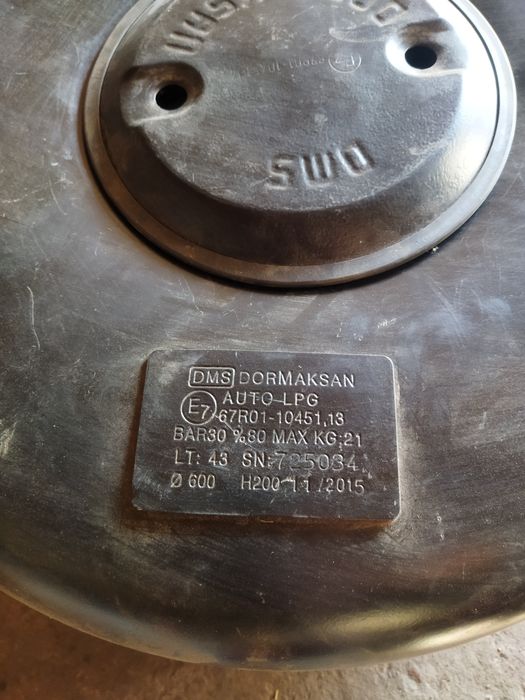 DMS
DMS DORMAKSAN
AUTO LPG
E7 67R01-10451,13
BAR30 %80 MAX KG:21
LT: 43 SN:725034
Ø 600 H200 11/2015